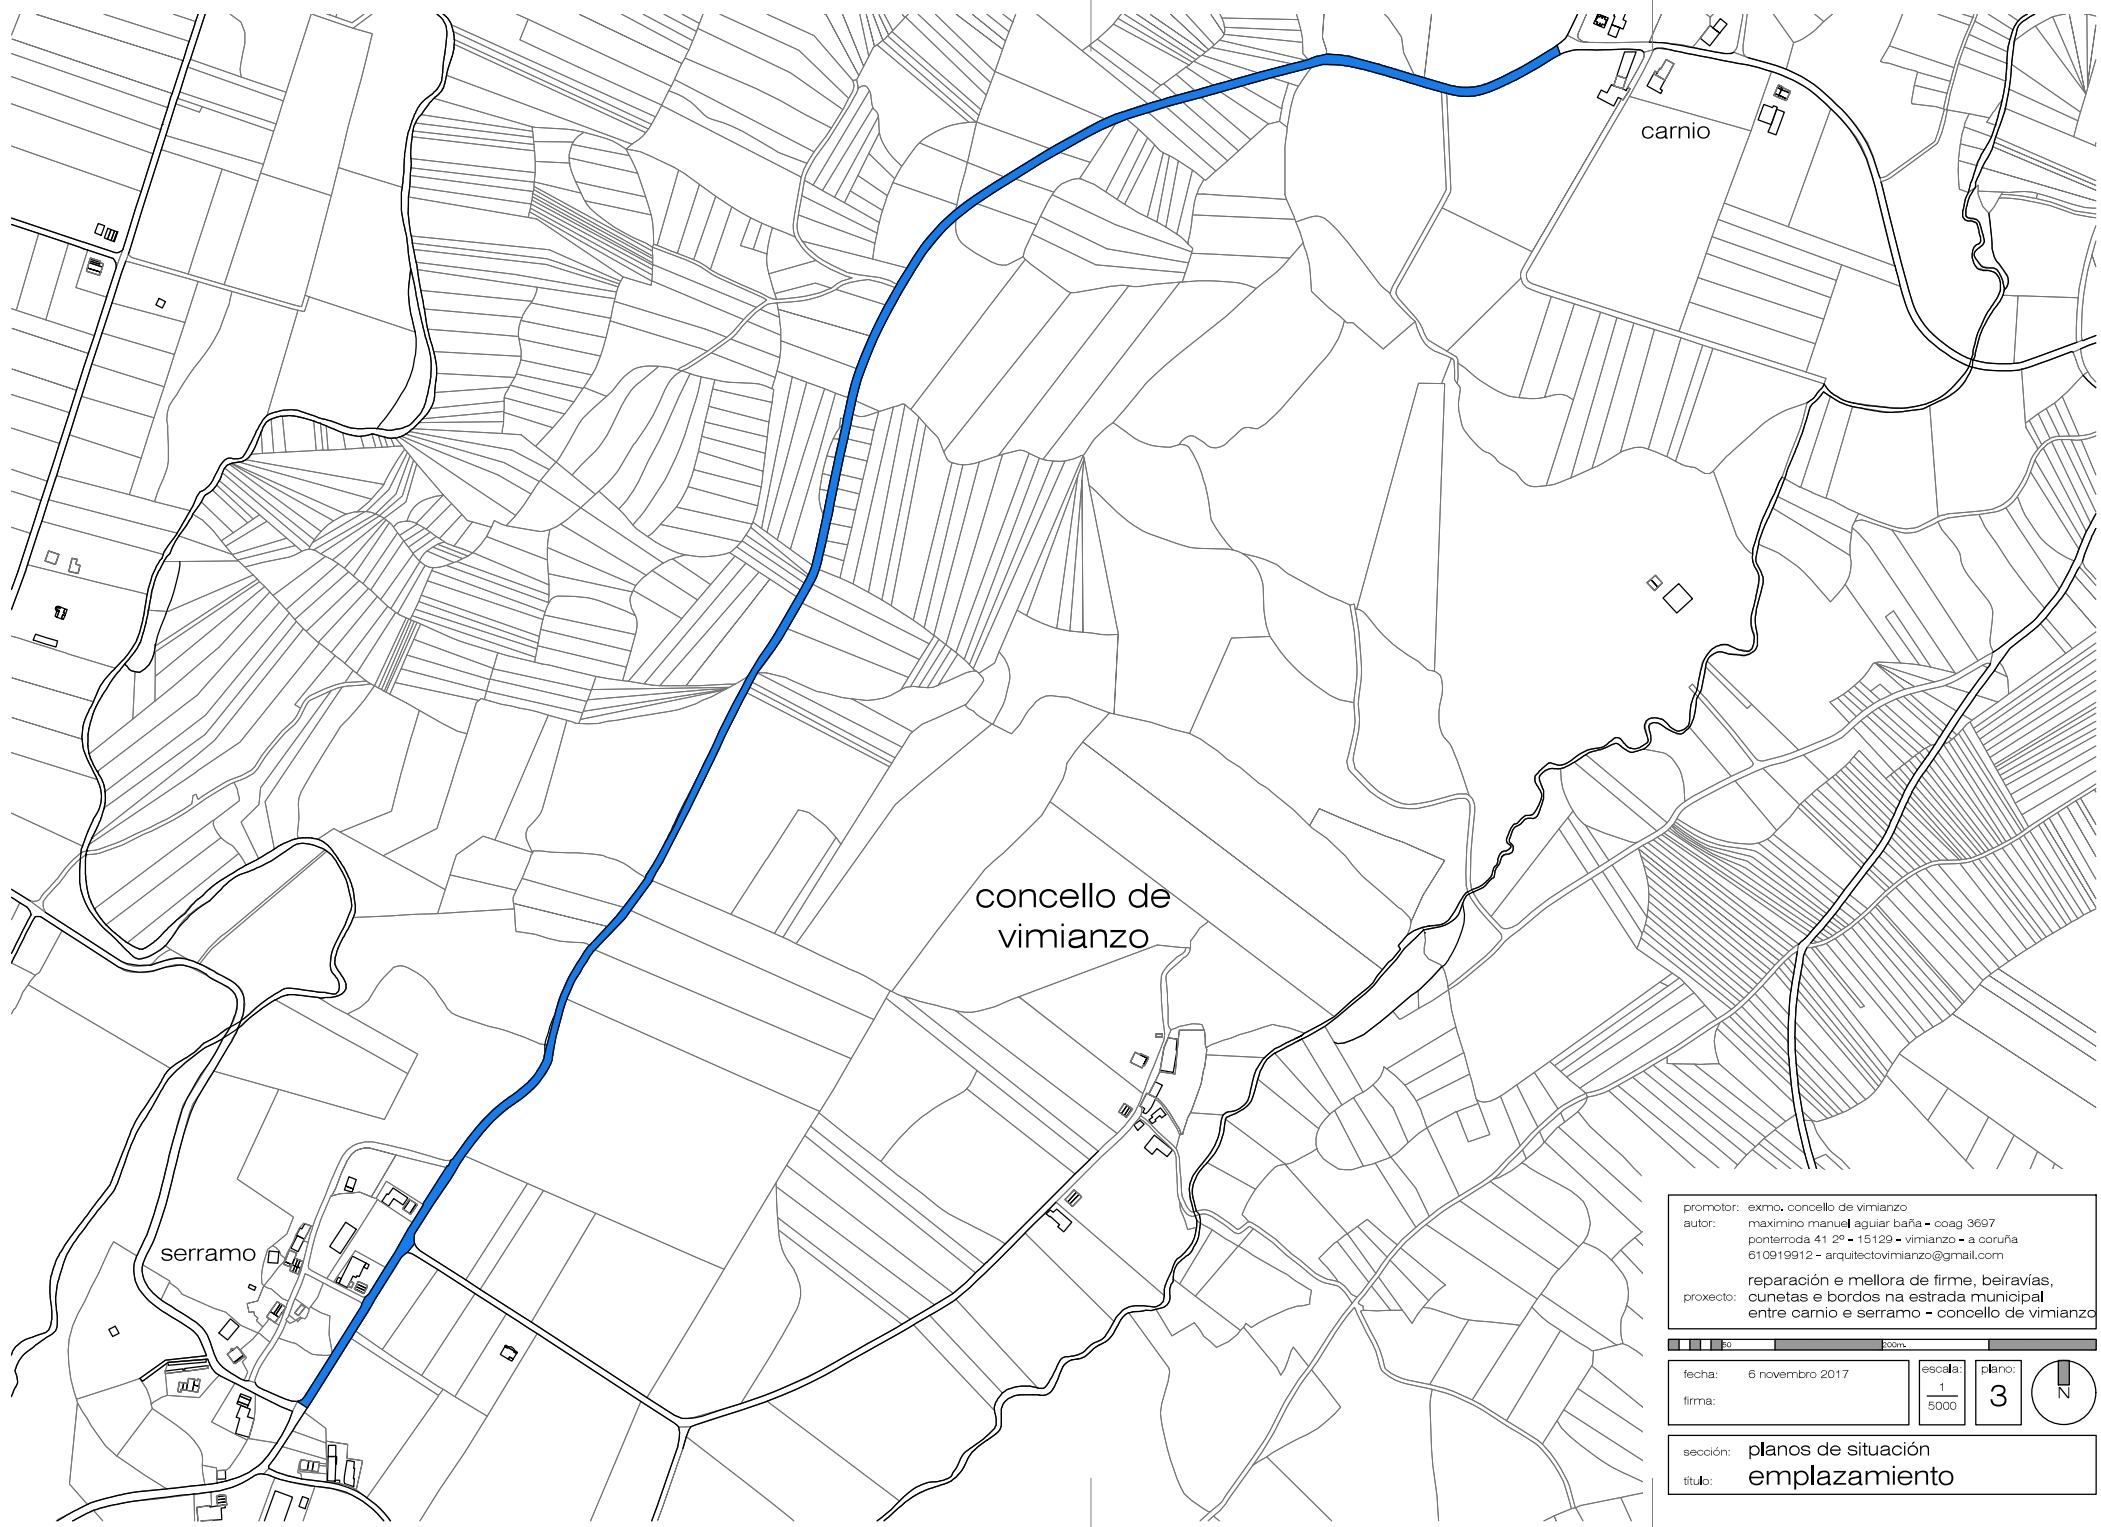 carnio
concello de
vimianzo
serramo
promotor: exmo. concello de vimianzo
autor: maximino manuel aguiar baña - coag 3697
ponterroda 41 2º - 15129 - vimianzo - a coruña
610919912 - arquitectovimianzo@gmail.com
reparación e mellora de firme, beiravías,
proxecto: cunetas e bordos na estrada municipal
entre carnio e serramo - concello de vimianzo
50 200m.
fecha: 6 novembro 2017
firma:
escala:
1
5000
plano:
3
N
sección: planos de situación
título: emplazamiento